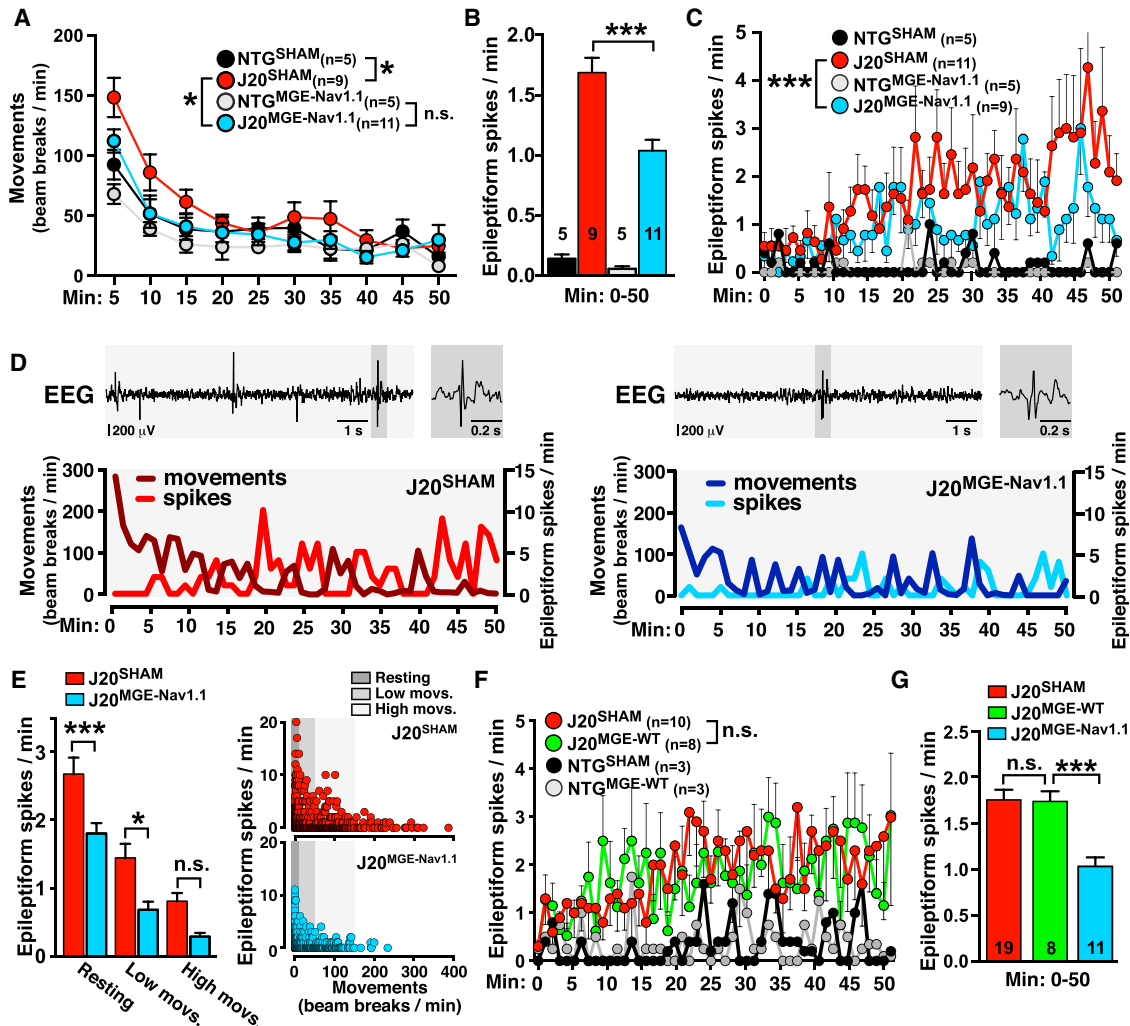 A
Movements
(beam breaks / min)
200
150
100
50
0
NTG^SHAM (n=5)
J20^SHAM (n=9)
NTG^MGE-Nav1.1 (n=5)
J20^MGE-Nav1.1 (n=11)
*
*
n.s.
Min: 5 10 15 20 25 30 35 40 45 50
B
Epileptiform spikes / min
2.0
1.5
1.0
0.5
0.0
***
5 9 5 11
Min: 0-50
C
Epileptiform spikes / min
5
4
3
2
1
0
NTG^SHAM (n=5)
J20^SHAM (n=11)
NTG^MGE-Nav1.1 (n=5)
J20^MGE-Nav1.1 (n=9)
***
Min: 0 5 10 15 20 25 30 35 40 45 50
D
EEG
200 µV
1 s
0.2 s
Movements
(beam breaks / min)
300
200
100
0
movements
spikes
J20^SHAM
15
10
5
0
Epileptiform spikes / min
Min: 0 5 10 15 20 25 30 35 40 45 50
EEG
200 µV
1 s
0.2 s
Movements
(beam breaks / min)
300
200
100
0
movements
spikes
J20^MGE-Nav1.1
15
10
5
0
Epileptiform spikes / min
Min: 0 5 10 15 20 25 30 35 40 45 50
E
J20^SHAM
J20^MGE-Nav1.1
Epileptiform spikes / min
3
2
1
0
***
*
n.s.
Resting
Low movs.
High movs.
Resting
Low movs.
High movs.
Epileptiform spikes / min
20
10
0
J20^SHAM
20
10
0
J20^MGE-Nav1.1
0 100 200 300 400
Movements
(beam breaks / min)
F
Epileptiform spikes / min
5
4
3
2
1
0
J20^SHAM (n=10)
J20^MGE-WT (n=8)
NTG^SHAM (n=3)
NTG^MGE-WT (n=3)
n.s.
Min: 0 5 10 15 20 25 30 35 40 45 50
G
J20^SHAM
J20^MGE-WT
J20^MGE-Nav1.1
Epileptiform spikes / min
2.5
2.0
1.5
1.0
0.5
0.0
n.s.
***
19 8 11
Min: 0-50